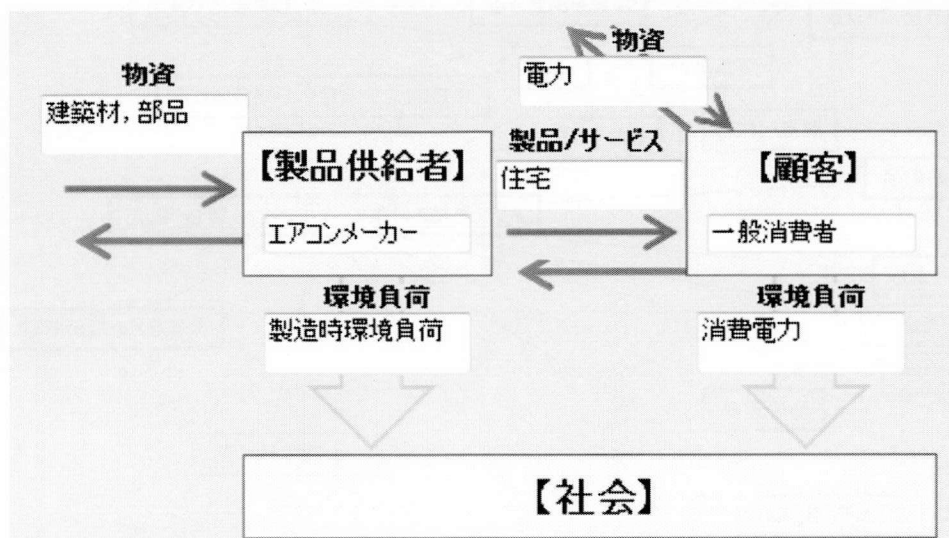 物資
電力
物資
建築材, 部品
製品/サービス
住宅
【製品供給者】
エアコンメーカー
【顧客】
一般消費者
環境負荷
製造時環境負荷
環境負荷
消費電力
【社会】